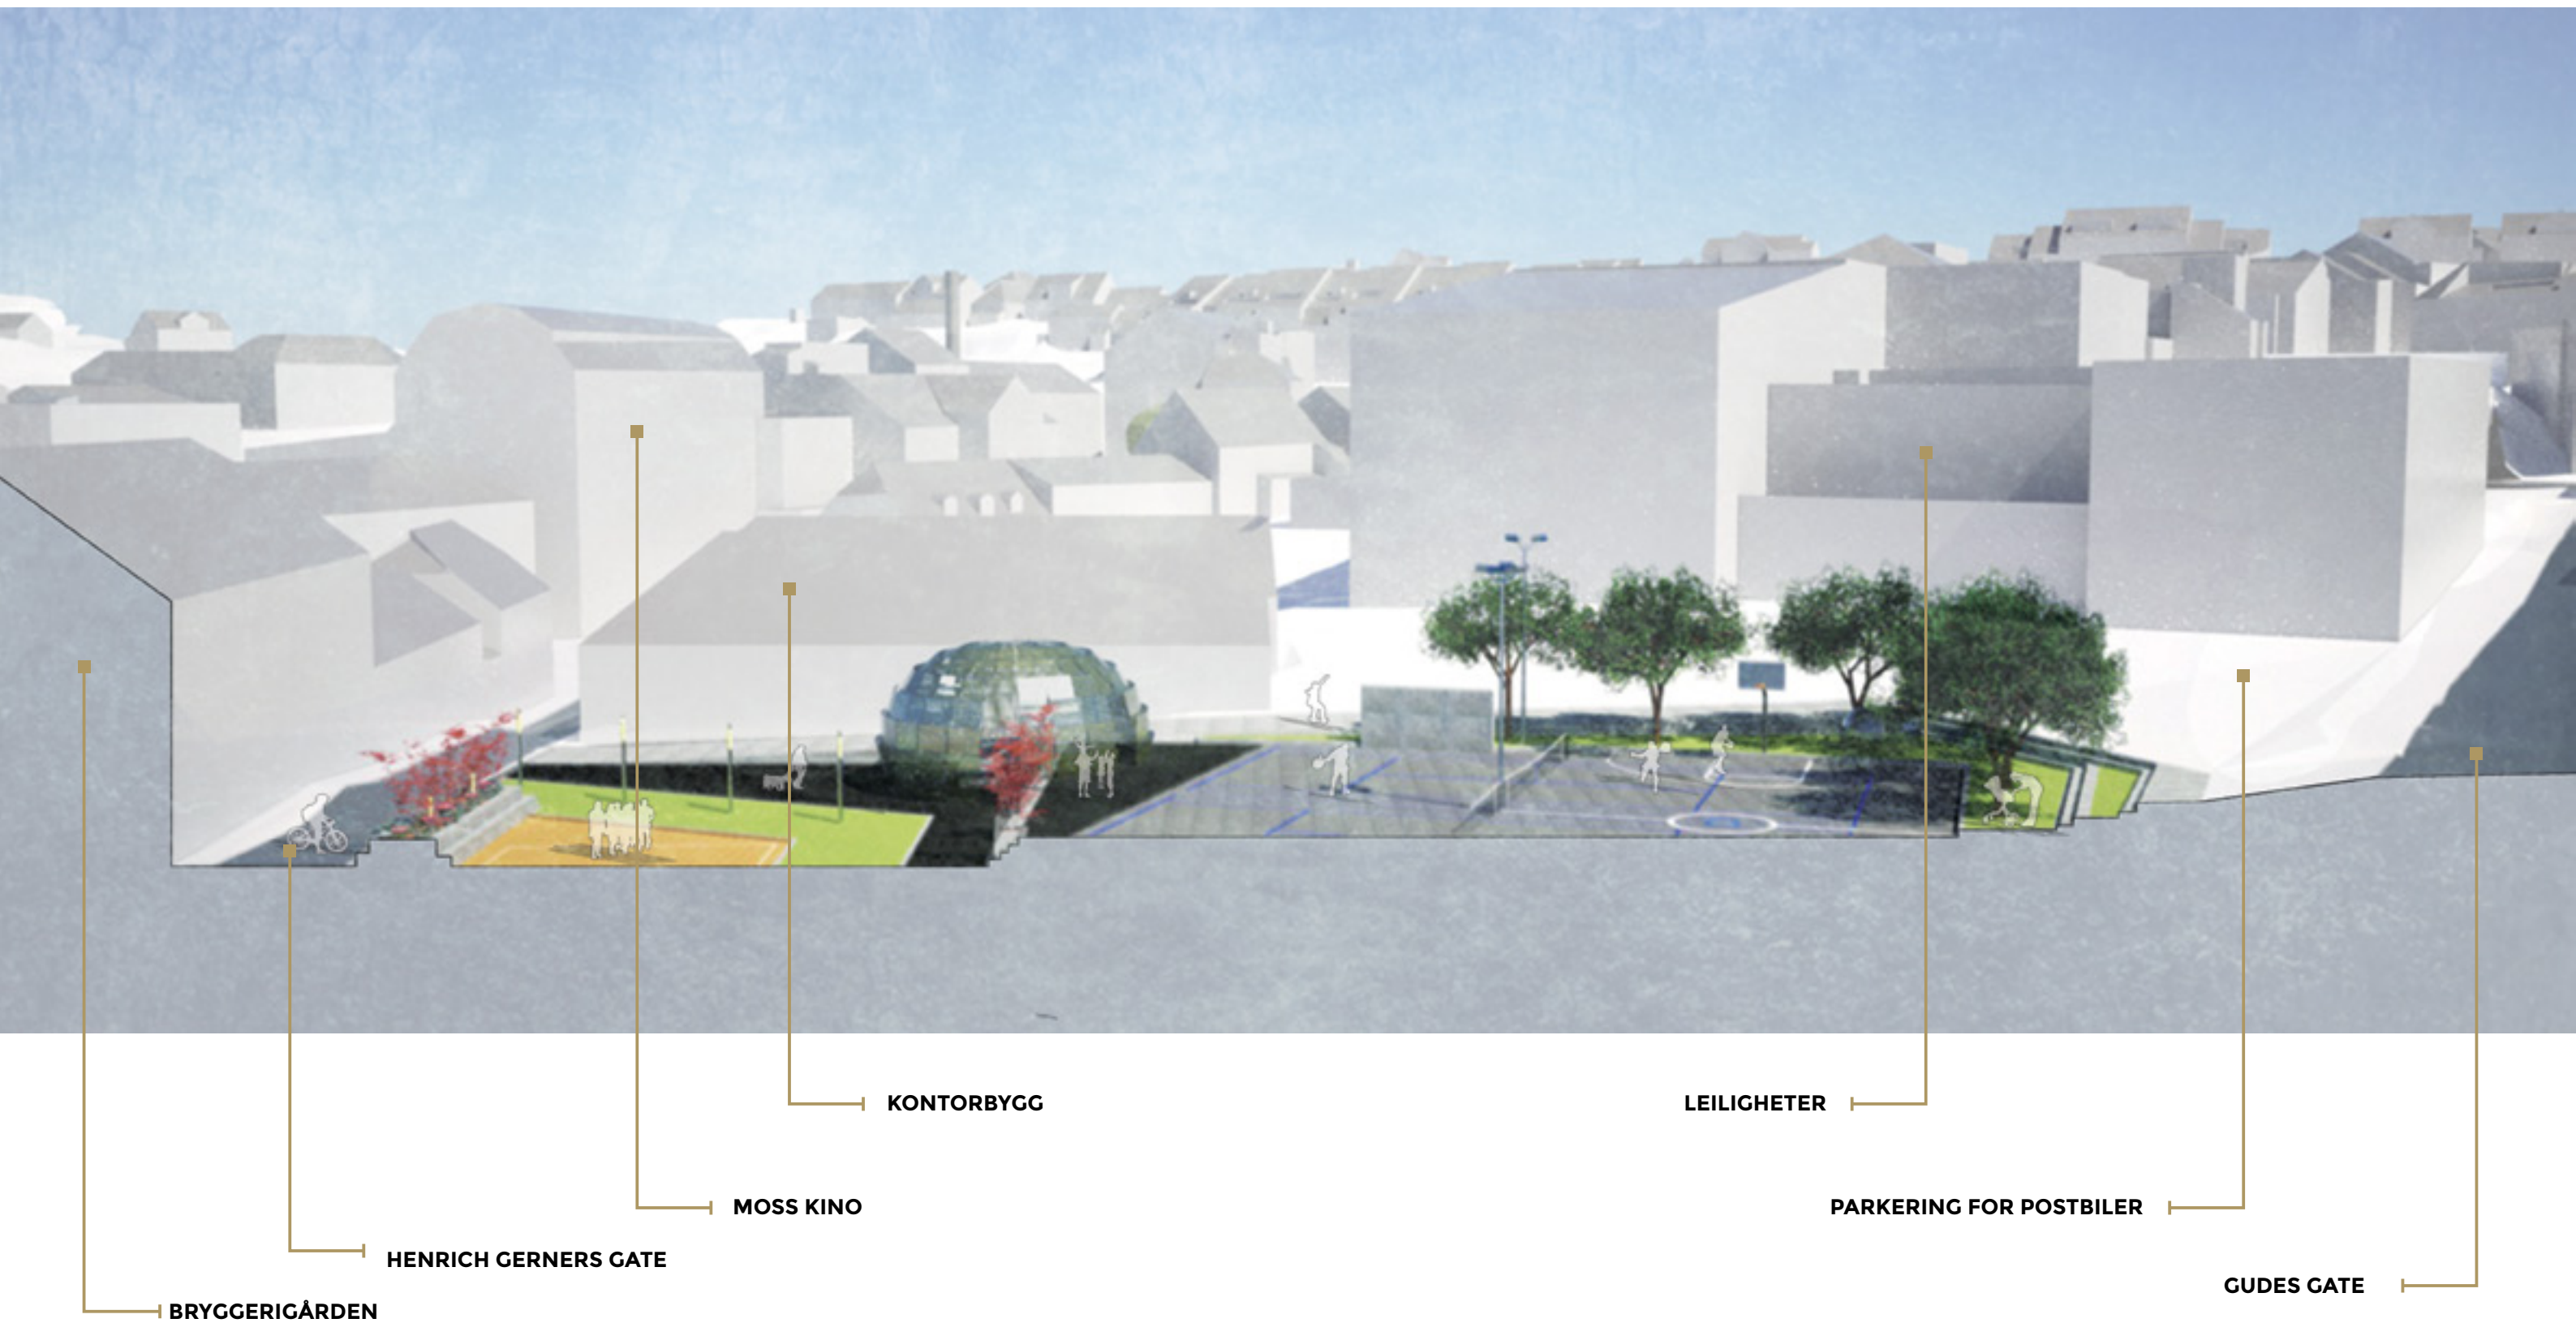 KONTORBYGG
LEILIGHETER
MOSS KINO
PARKERING FOR POSTBILER
HENRICH GERNERS GATE
GUDES GATE
BRYGGERIGÅRDEN